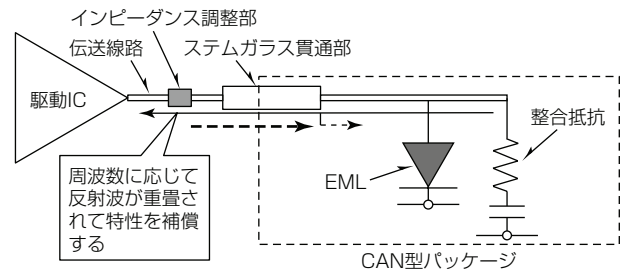 インピーダンス調整部
伝送線路
ステムガラス貫通部
駆動IC
整合抵抗
周波数に応じて
反射波が重畳さ
れて特性を補償
する
EML
CAN型パッケージ